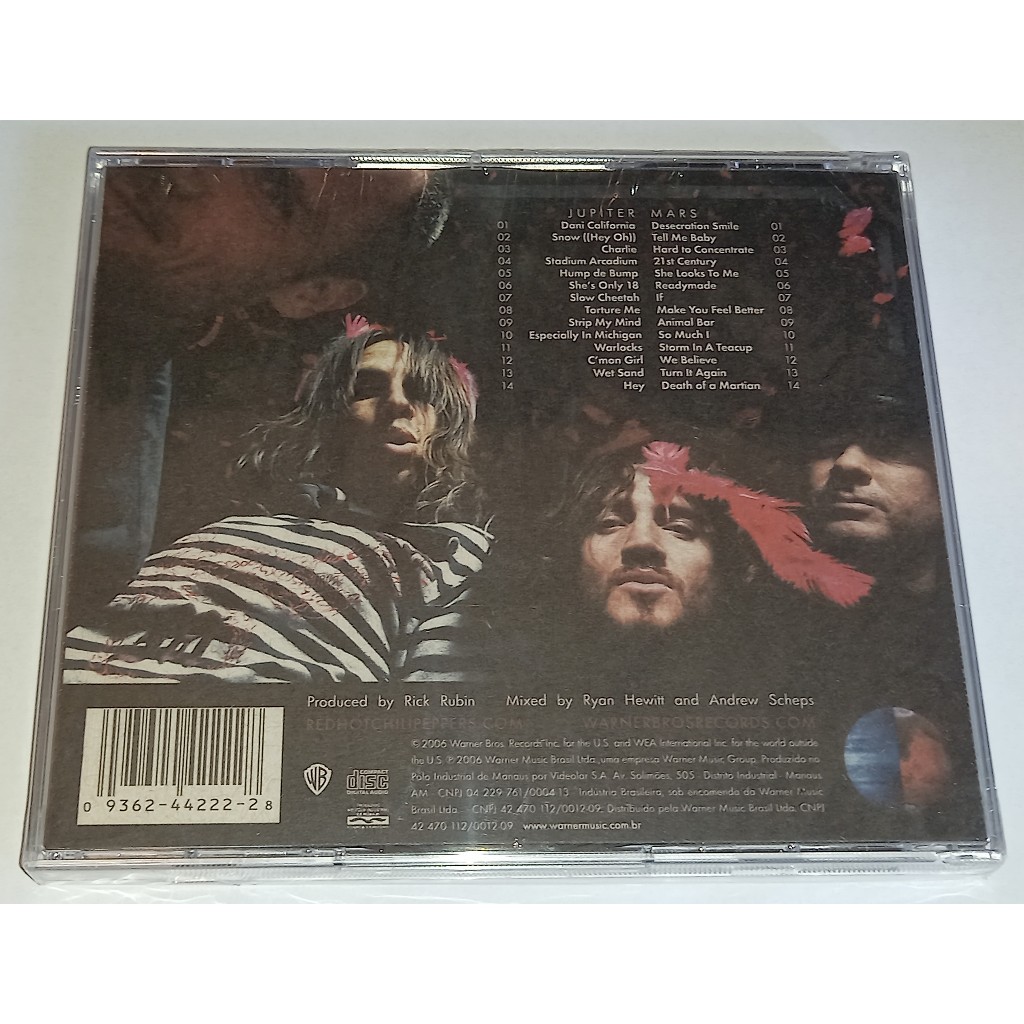 JUPITER MARS
01 Dani California Desecration Smile 01
02 Snow ((Hey Oh)) Tell Me Baby 02
03 Charlie Hard to Concentrate 03
04 Stadium Arcadium 21st Century 04
05 Hump de Bump She Looks To Me 05
06 She's Only 18 Readymade 06
07 Slow Cheetah If 07
08 Torture Me Make You Feel Better 08
09 Strip My Mind Animal Bar 09
10 Especially In Michigan So Much I 10
11 Warlocks Storm In A Teacup 11
12 C'mon Girl We Believe 12
13 Wet Sand Turn It Again 13
14 Hey Death of a Martian 14
Produced by Rick Rubin Mixed by Ryan Hewitt and Andrew Scheps
REDHOTCHILIPEPPERS.COM WARNERBROSRECORDS.COM
©2006 Warner Bros. Records Inc. for the U.S. and WEA International Inc. for the world outside
the U.S. ℗ 2006 Warner Music Brasil Ltda., uma empresa Warner Music Group. Produzido no
Pólo Industrial de Manaus por Videolar S.A. Av. Solimões, 505 - Distrito Industrial - Manaus
AM - CNPJ 04 229 761/0004 13 Indústria Brasileira, sob encomenda da Warner Music
Brasil Ltda. - CNPJ 42 470 112/0012-09. Distribuído pela Warner Music Brasil Ltda. CNPJ
42 470 112/0012 09 www.warnermusic.com.br
WB
COMPACT
disc
DIGITAL AUDIO
0 9362-44222-2 8